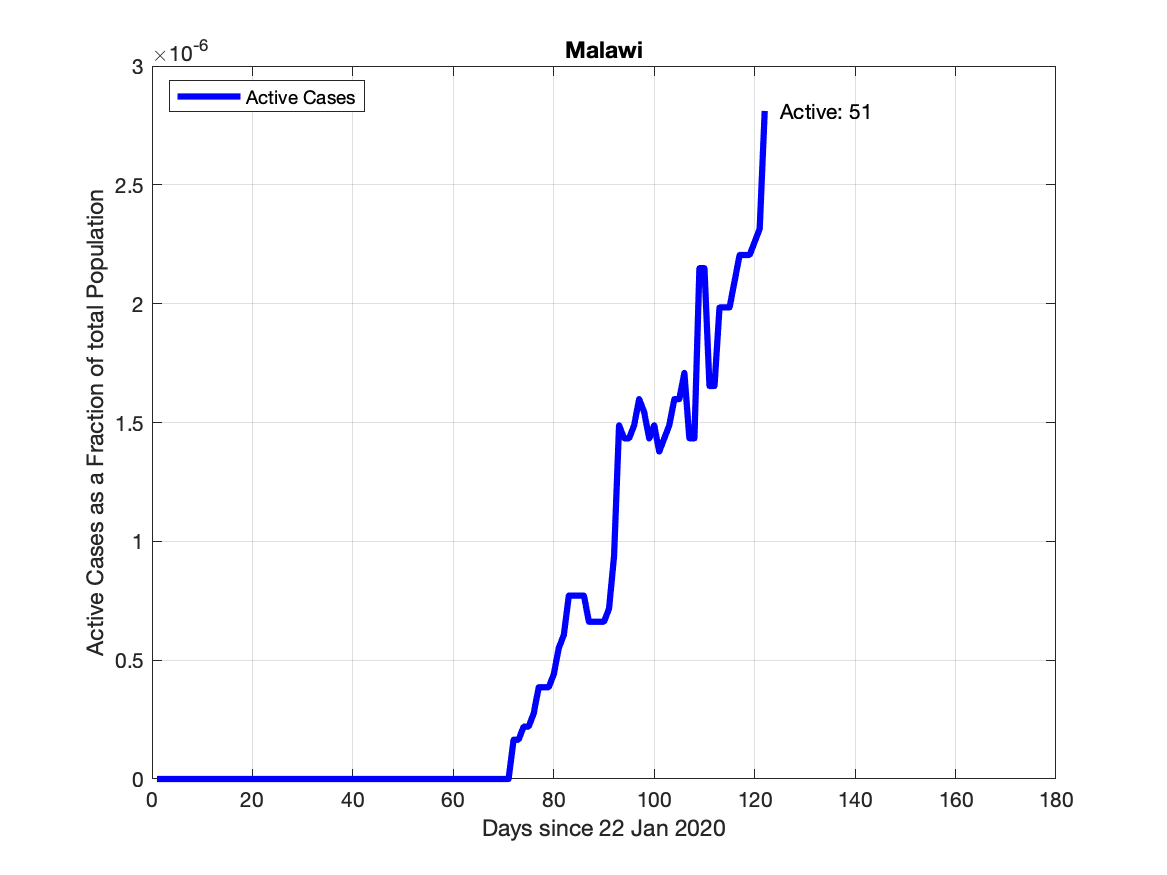 Malawi
×10-6
Active Cases
Active: 51
3
2.5
2
1.5
1
0.5
0
Active Cases as a Fraction of total Population
0 20 40 60 80 100 120 140 160 180
Days since 22 Jan 2020